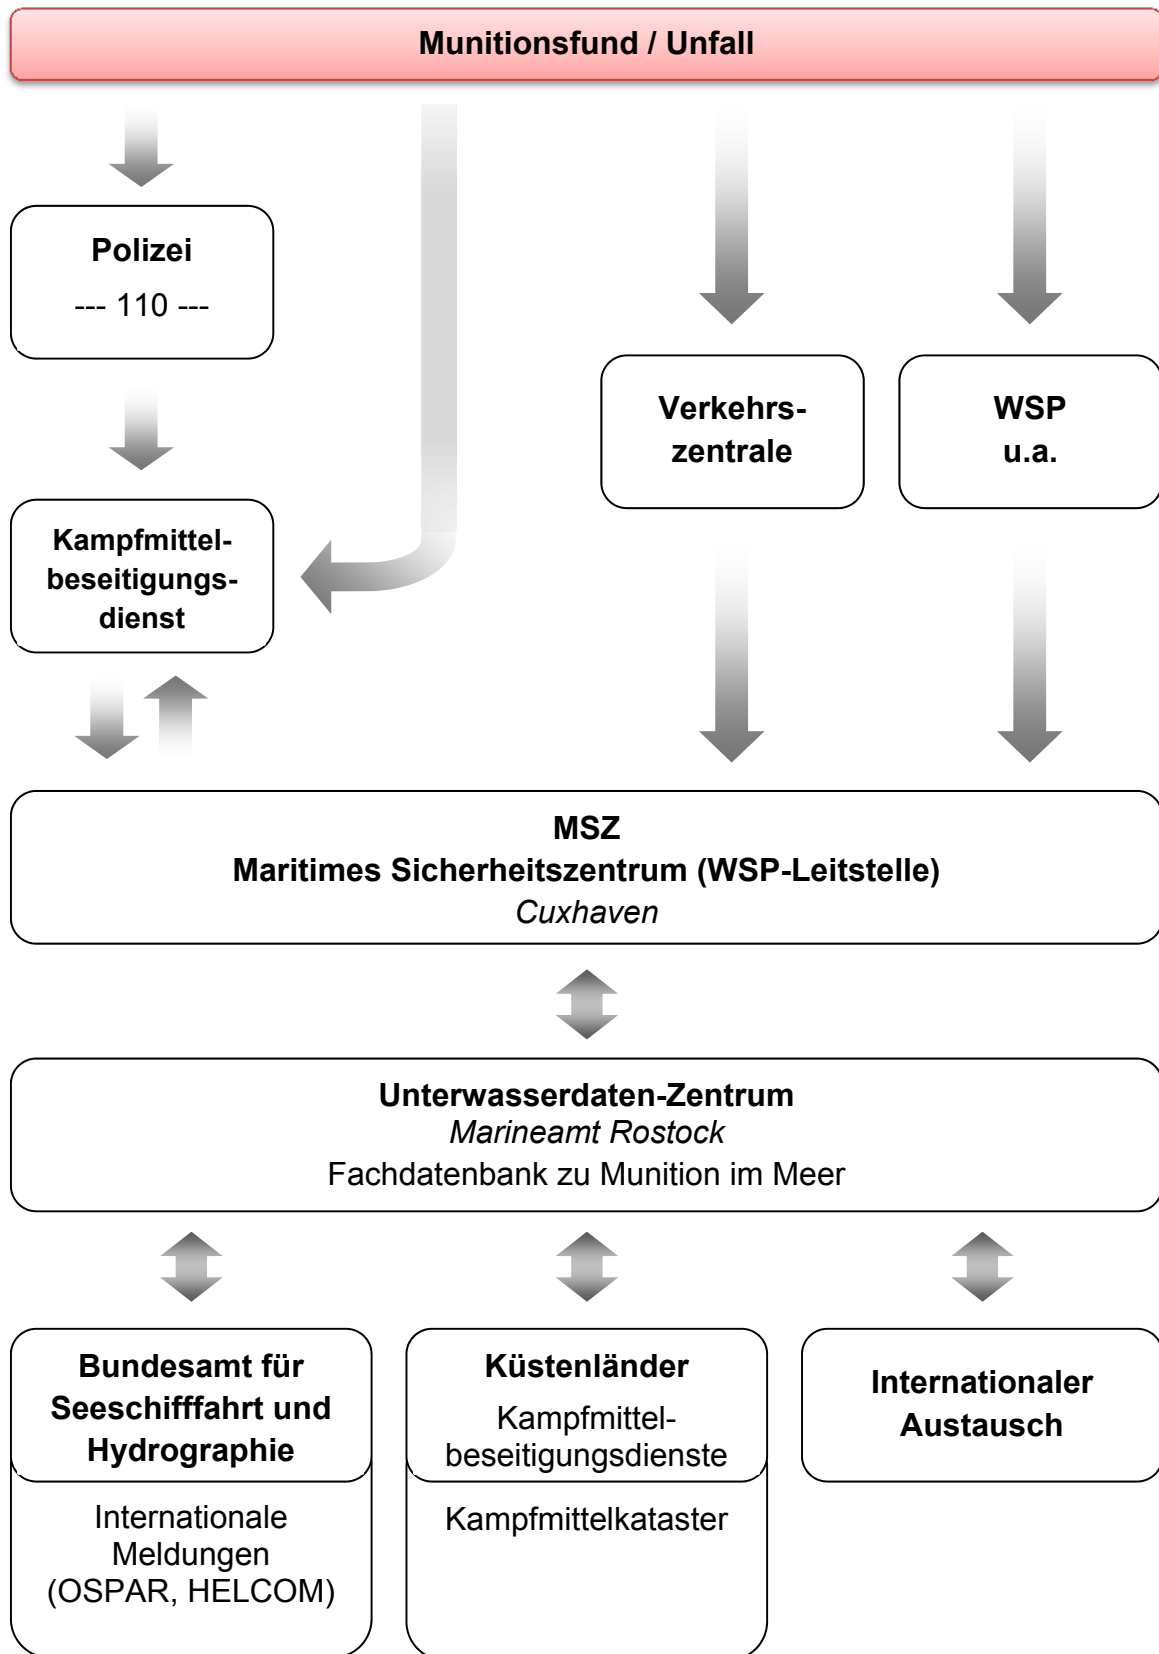 Munitionsfund / Unfall
Polizei
--- 110 ---
Verkehrs-
zentrale
WSP
u.a.
Kampfmittel-
beseitigungs-
dienst
MSZ
Maritimes Sicherheitszentrum (WSP-Leitstelle)
Cuxhaven
Unterwasserdaten-Zentrum
Marineamt Rostock
Fachdatenbank zu Munition im Meer
Bundesamt für
Seeschifffahrt und
Hydrographie
Internationale
Meldungen
(OSPAR, HELCOM)
Küstenländer
Kampfmittel-
beseitigungsdienste
Kampfmittelkataster
Internationaler
Austausch